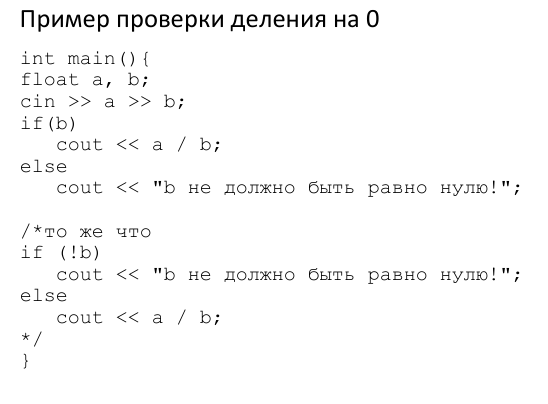 Пример проверки деления на 0
int main(){
float a, b;
cin >> a >> b;
if(b)
   cout << a / b;
else
   cout << "b не должно быть равно нулю!";
/*то же что
if (!b)
   cout << "b не должно быть равно нулю!";
else
   cout << a / b;
*/
}